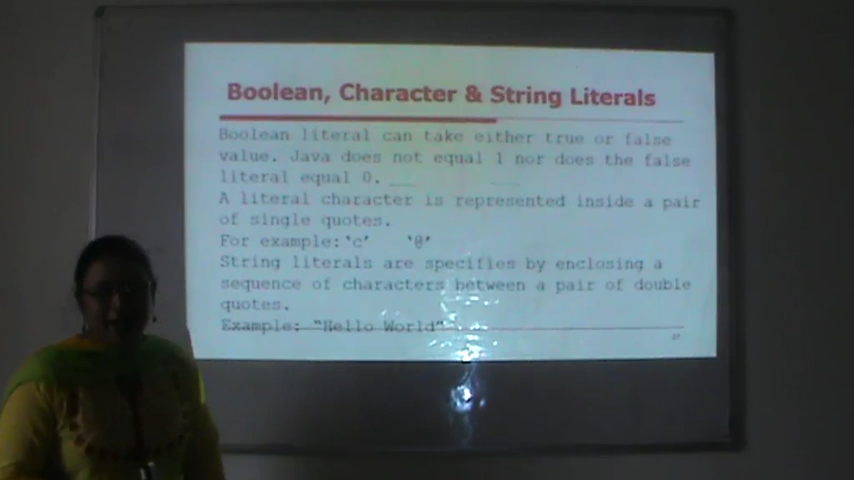 Boolean, Character & String Literals
Boolean literal can take either true or false
value. Java does not equal 1 nor does the false
literal equal 0.
A literal character is represented inside a pair
of single quotes.
For example:‘c’ ‘@’
String literals are specifies by enclosing a
sequence of characters between a pair of double
quotes.
Example: “Hello World”